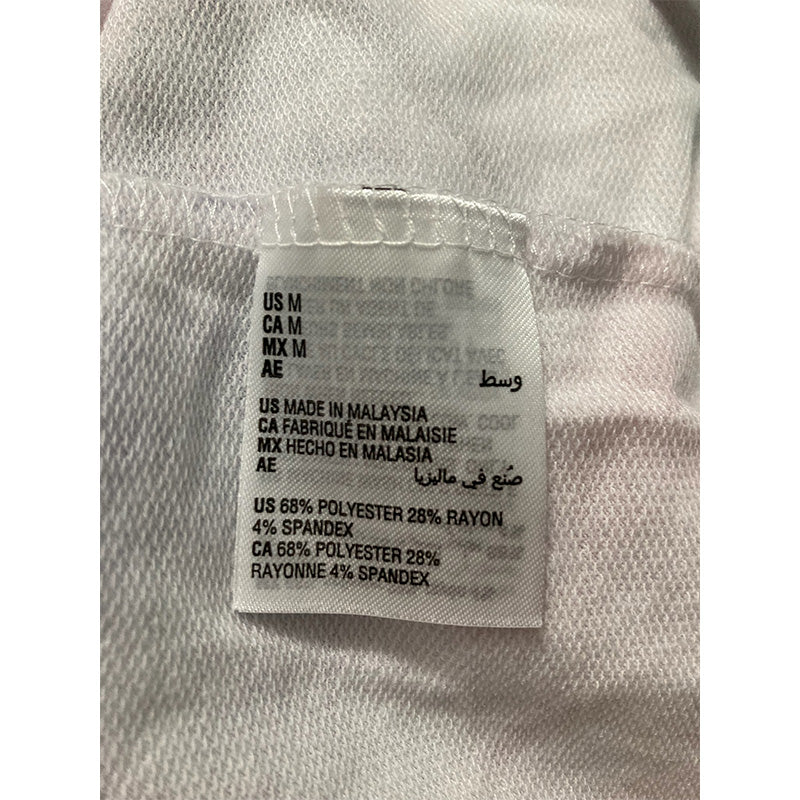 US M
CA M
MX M
AE وسط
US MADE IN MALAYSIA
CA FABRIQUÉ EN MALAISIE
MX HECHO EN MALASIA
AE صُنع في ماليزيا
US 68% POLYESTER 28% RAYON
4% SPANDEX
CA 68% POLYESTER 28%
RAYONNE 4% SPANDEX